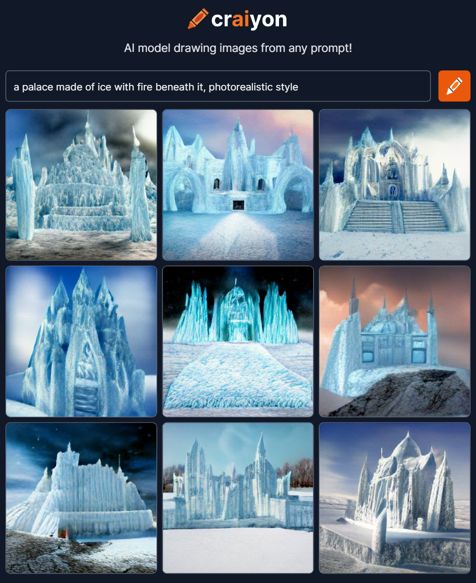 craiyon
AI model drawing images from any prompt!
a palace made of ice with fire beneath it, photorealistic style